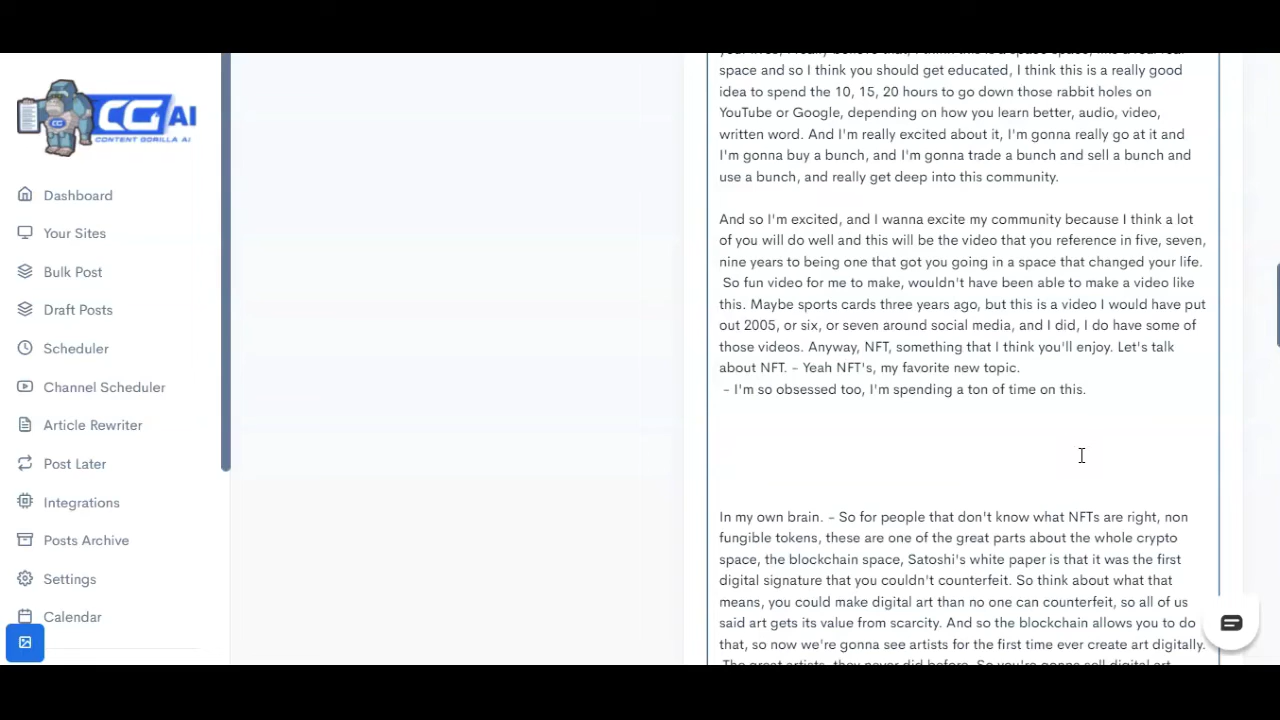 CG AI
CONTENT GORILLA AI
Dashboard
Your Sites
Bulk Post
Draft Posts
Scheduler
Channel Scheduler
Article Rewriter
Post Later
Integrations
Posts Archive
Settings
Calendar
space and so I think you should get educated, I think this is a really good
idea to spend the 10, 15, 20 hours to go down those rabbit holes on
YouTube or Google, depending on how you learn better, audio, video,
written word. And I'm really excited about it, I'm gonna really go at it and
I'm gonna buy a bunch, and I'm gonna trade a bunch and sell a bunch and
use a bunch, and really get deep into this community.
And so I'm excited, and I wanna excite my community because I think a lot
of you will do well and this will be the video that you reference in five, seven,
nine years to being one that got you going in a space that changed your life.
So fun video for me to make, wouldn't have been able to make a video like
this. Maybe sports cards three years ago, but this is a video I would have put
out 2005, or six, or seven around social media, and I did, I do have some of
those videos. Anyway, NFT, something that I think you'll enjoy. Let's talk
about NFT. - Yeah NFT's, my favorite new topic.
- I'm so obsessed too, I'm spending a ton of time on this.
In my own brain. - So for people that don't know what NFTs are right, non
fungible tokens, these are one of the great parts about the whole crypto
space, the blockchain space, Satoshi's white paper is that it was the first
digital signature that you couldn't counterfeit. So think about what that
means, you could make digital art than no one can counterfeit, so all of us
said art gets its value from scarcity. And so the blockchain allows you to do
that, so now we're gonna see artists for the first time ever create art digitally.
The great artists, they never did before. So you're gonna sell digital art